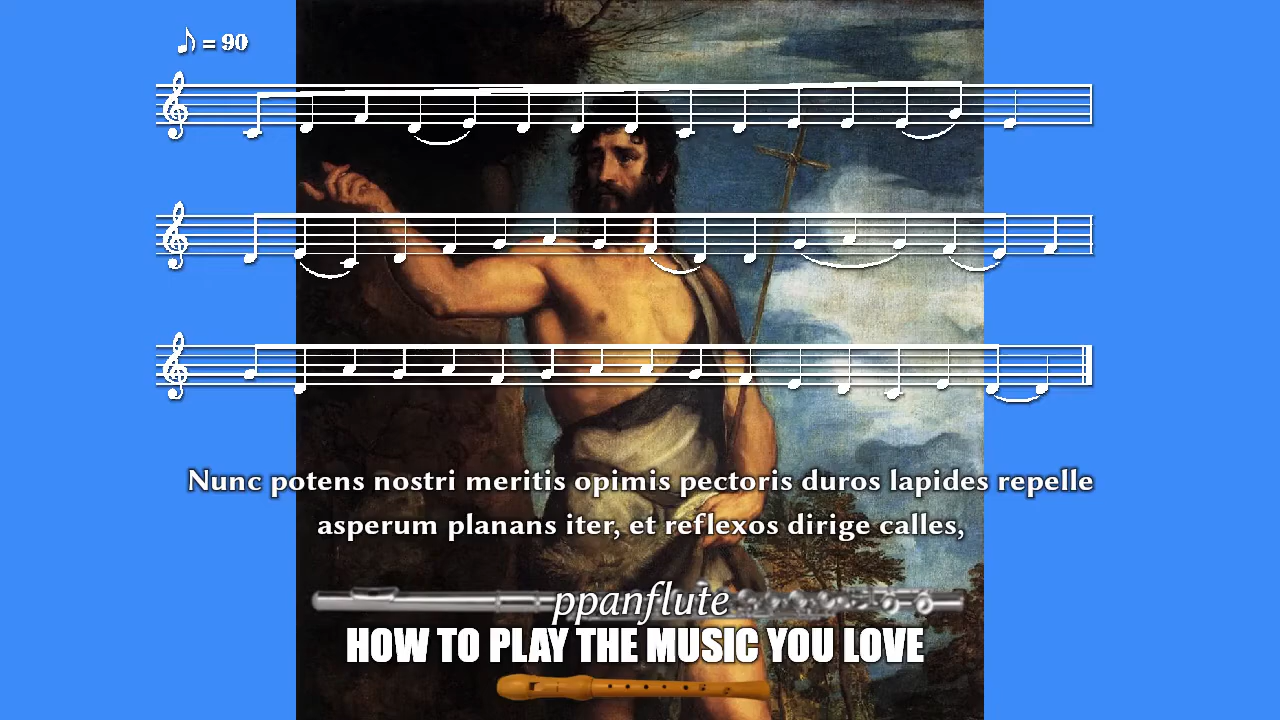 = 90
Nunc potens nostri meritis opimis pectoris duros lapides repelle
asperum planans iter, et reflexos dirige calles,
ppanflute
HOW TO PLAY THE MUSIC YOU LOVE